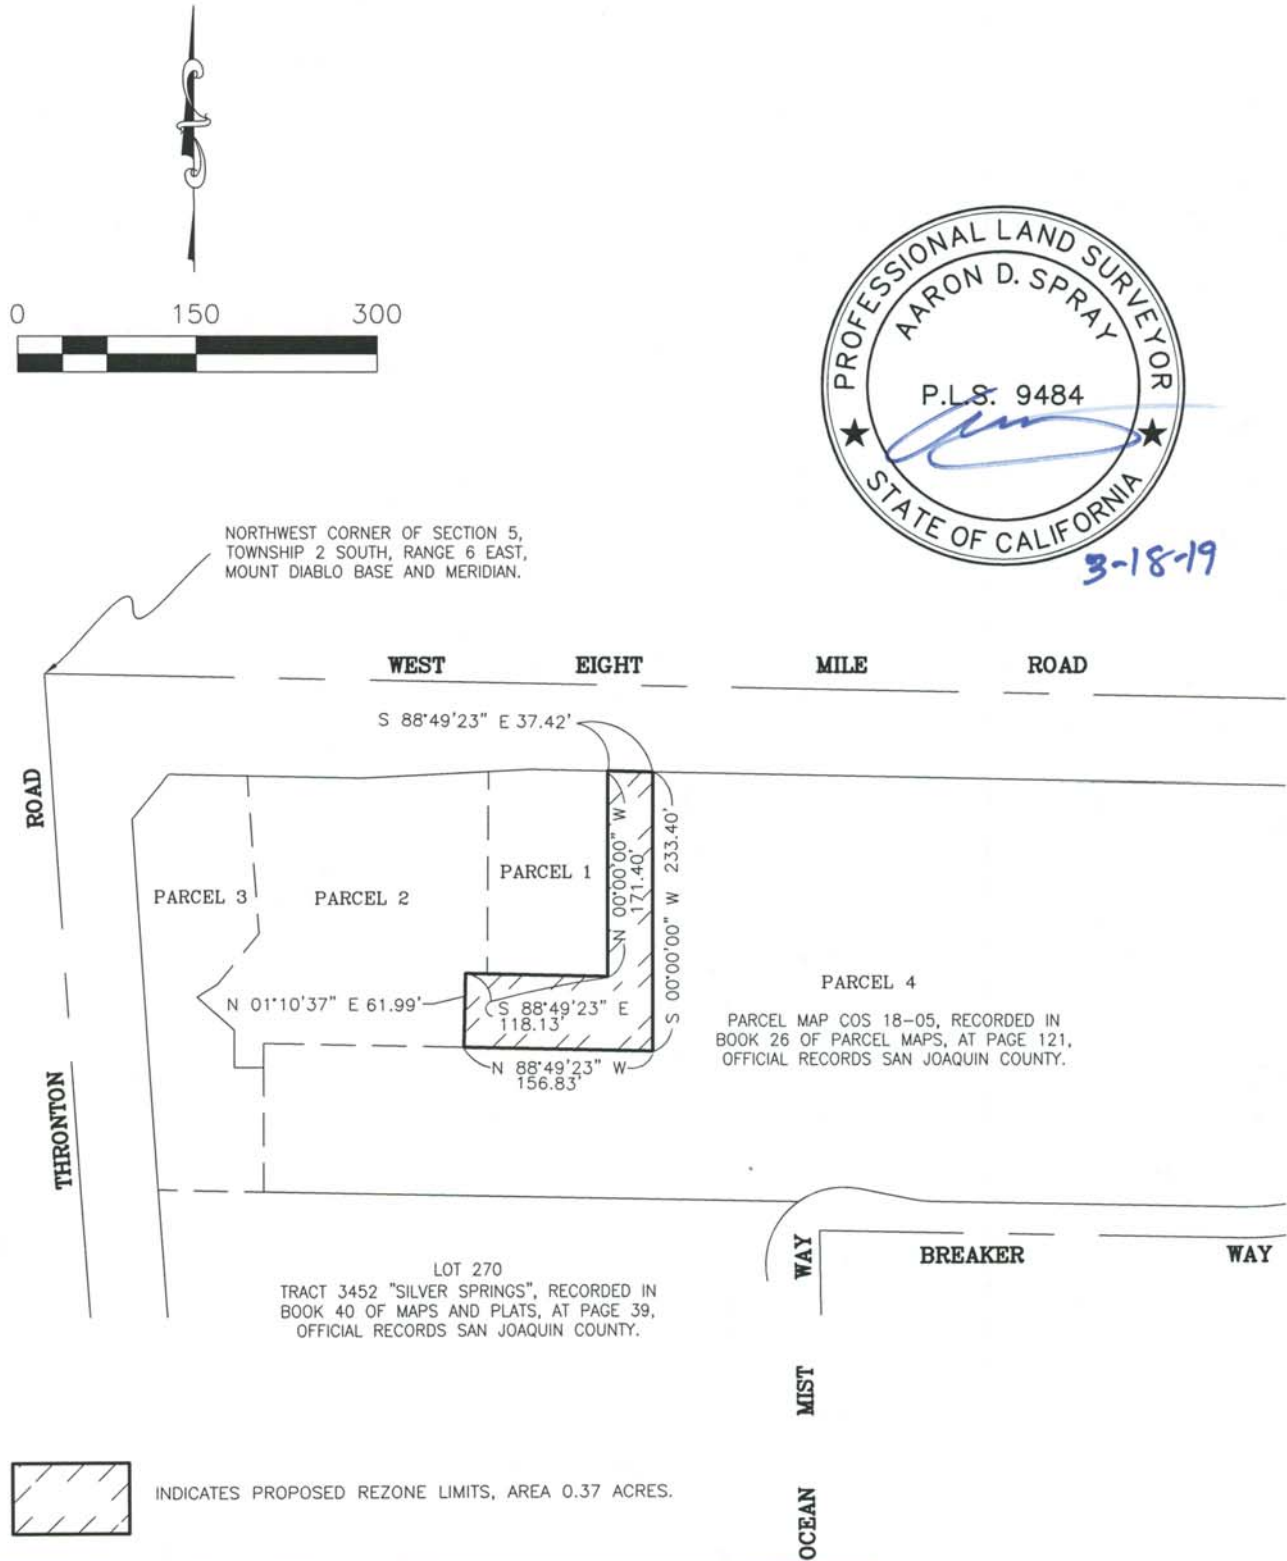 0 150 300
PROFESSIONAL LAND SURVEYOR
AARON D. SPRAY
P.L.S. 9484
STATE OF CALIFORNIA
3-18-19
NORTHWEST CORNER OF SECTION 5,
TOWNSHIP 2 SOUTH, RANGE 6 EAST,
MOUNT DIABLO BASE AND MERIDIAN.
WEST EIGHT MILE ROAD
S 88°49'23" E 37.42'
THRONTON ROAD
PARCEL 3
PARCEL 2
PARCEL 1
N 00°00'00" W
171.40'
S 00°00'00" W 233.40'
N 01°10'37" E 61.99'
S 88°49'23" E
118.13'
N 88°49'23" W
156.83'
PARCEL 4
PARCEL MAP COS 18-05, RECORDED IN
BOOK 26 OF PARCEL MAPS, AT PAGE 121,
OFFICIAL RECORDS SAN JOAQUIN COUNTY.
LOT 270
TRACT 3452 "SILVER SPRINGS", RECORDED IN
BOOK 40 OF MAPS AND PLATS, AT PAGE 39,
OFFICIAL RECORDS SAN JOAQUIN COUNTY.
BREAKER WAY
OCEAN MIST WAY
INDICATES PROPOSED REZONE LIMITS, AREA 0.37 ACRES.